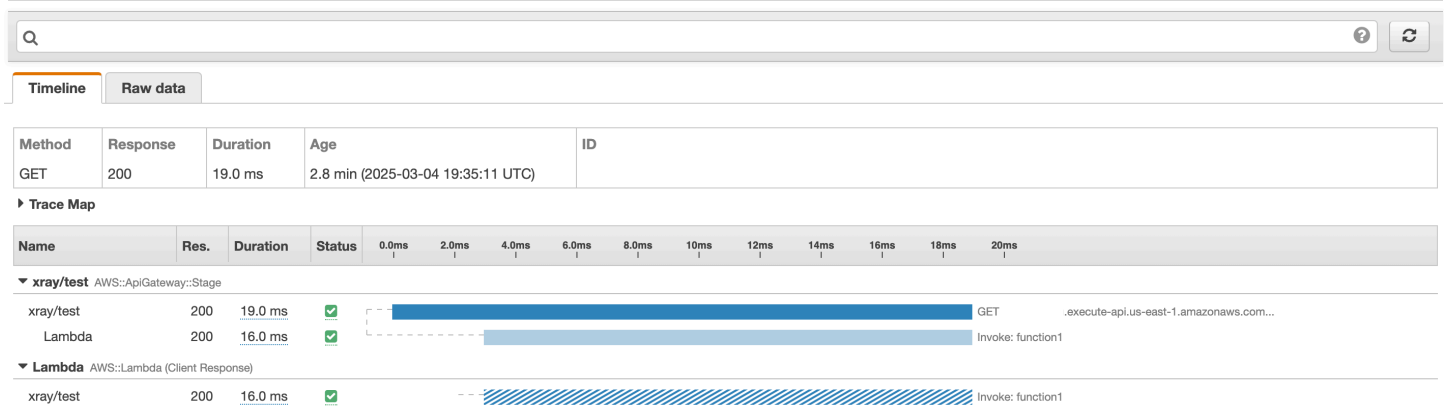 Timeline Raw data
Method Response Duration Age ID
GET 200 19.0 ms 2.8 min (2025-03-04 19:35:11 UTC)
Trace Map
Name Res. Duration Status 0.0ms 2.0ms 4.0ms 6.0ms 8.0ms 10ms 12ms 14ms 16ms 18ms 20ms
xray/test AWS::ApiGateway::Stage
xray/test 200 19.0 ms GET .execute-api.us-east-1.amazonaws.com...
Lambda 200 16.0 ms Invoke: function1
Lambda AWS::Lambda (Client Response)
xray/test 200 16.0 ms Invoke: function1